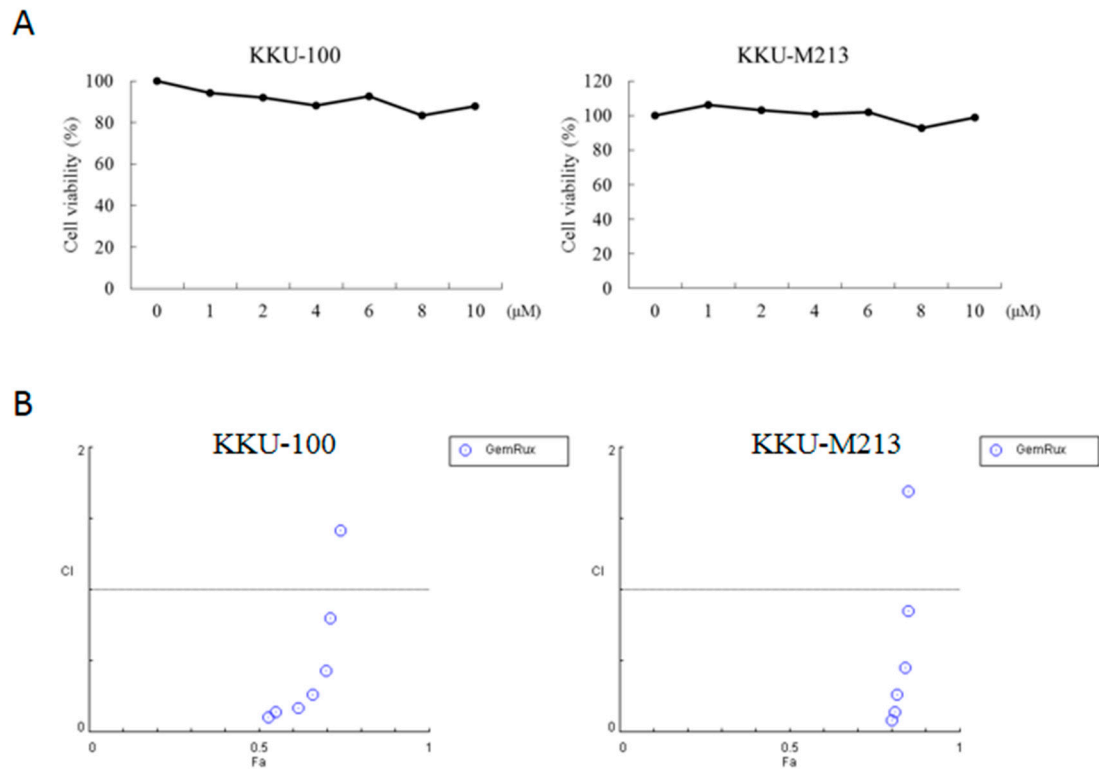 A
KKU-100
100
80
60
40
20
0
Cell viability (%)
0 1 2 4 6 8 10 (μM)
KKU-M213
120
100
80
60
40
20
0
Cell viability (%)
0 1 2 4 6 8 10 (μM)
B
KKU-100
GemRux
2
CI
0
0 0.5 1
Fa
KKU-M213
GemRux
2
CI
0
0 0.5 1
Fa